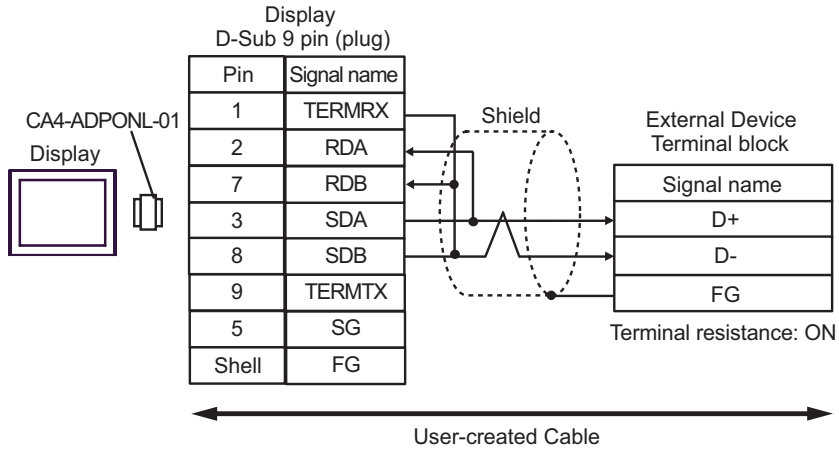 Display
D-Sub 9 pin (plug)
Pin Signal name
1 TERMRX
2 RDA
7 RDB
3 SDA
8 SDB
9 TERMTX
5 SG
Shell FG
CA4-ADPONL-01
Display
Shield
External Device
Terminal block
Signal name
D+
D-
FG
Terminal resistance: ON
User-created Cable